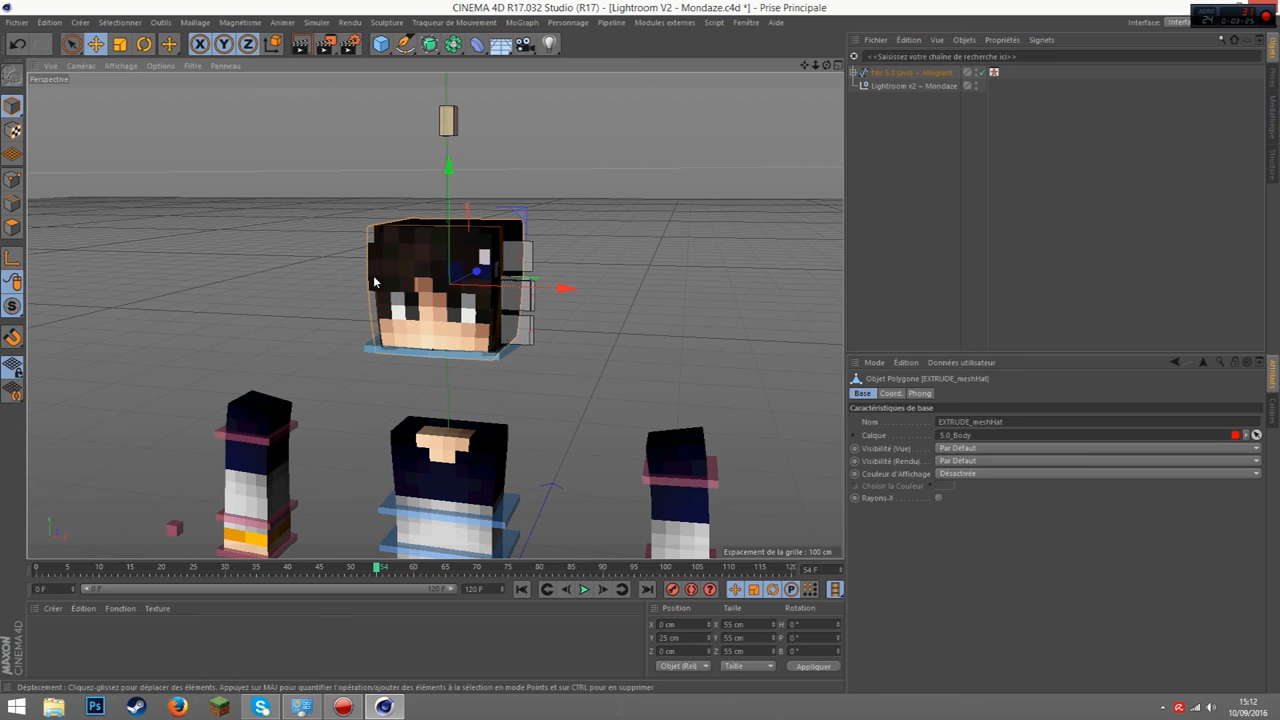 CINEMA 4D R17.032 Studio (R17) - [Lightroom V2 - Mondaze.c4d *] - Prise Principale
Fichier Édition Créer Sélectionner Outils Maillage Magnétisme Animer Simuler Rendu Sculpture Traqueur de Mouvement MoGraph Personnage Pipeline Modules externes Script Fenêtre Aide
Interface:
31
24
0-03-25
X Y Z
Fichier Édition Vue Objets Propriétés Signets
<<Saisissez votre chaîne de recherche ici>>
Vue Caméras Affichage Options Filtre Panneau
Perspective
Lightroom v2 ~ Mondaze
Mode Édition Données utilisateur
Objet Polygone [EXTRUDE_meshHat]
Base Coord. Phong
Caractéristiques de base
Nom EXTRUDE_meshHat
Calque 5.0_Body
Visibilité (Vue) Par Défaut
Visibilité (Rendu) Par Défaut
Couleur d'Affichage Désactivée
Choisir la Couleur
Rayons-X
Espacement de la grille : 100 cm
0 5 10 15 20 25 30 35 40 45 54 60 65 70 75 80 85 90 95 100 105 110 115 120 54 F
0 F 0 F 120 F 120 F
Créer Édition Fonction Texture
Position Taille Rotation
X 0 cm X 55 cm H 0 °
Y 25 cm Y 55 cm P 0 °
Z 0 cm Z 55 cm B 0 °
Objet (Rel) Taille Appliquer
MAXON
CINEMA 4D
Déplacement : Cliquez-glissez pour déplacer des éléments. Appuyez sur MAJ pour quantifier l'opération/ajouter des éléments à la sélection en mode Points et sur CTRL pour en supprimer
15:12
10/09/2016